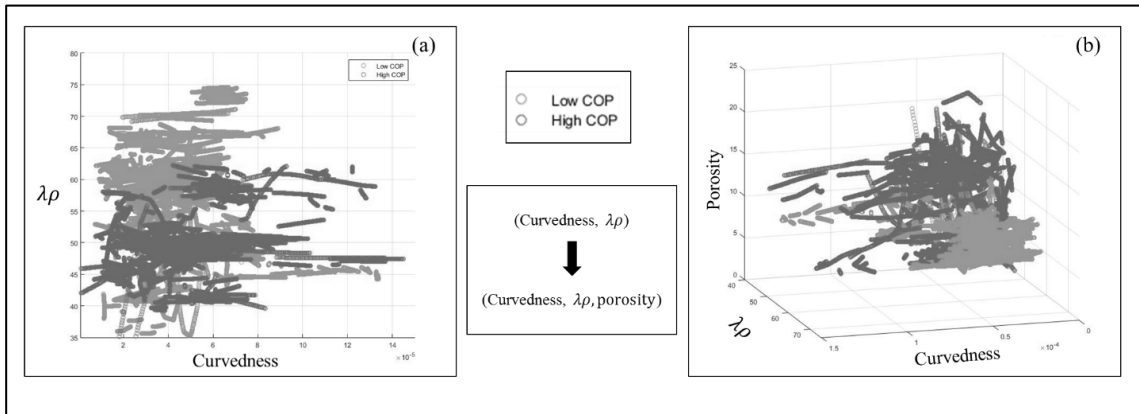 (a)
80
75
70
65
60
55
50
45
40
35
λρ
Low COP
High COP
2 4 6 8 10 12 14
× 10⁻⁵
Curvedness
Low COP
High COP
(Curvedness, λρ)
(Curvedness, λρ, porosity)
(b)
25
20
15
10
5
0
Porosity
40
50
60
70
λρ
1.5 1 0.5 0
× 10⁻⁴
Curvedness